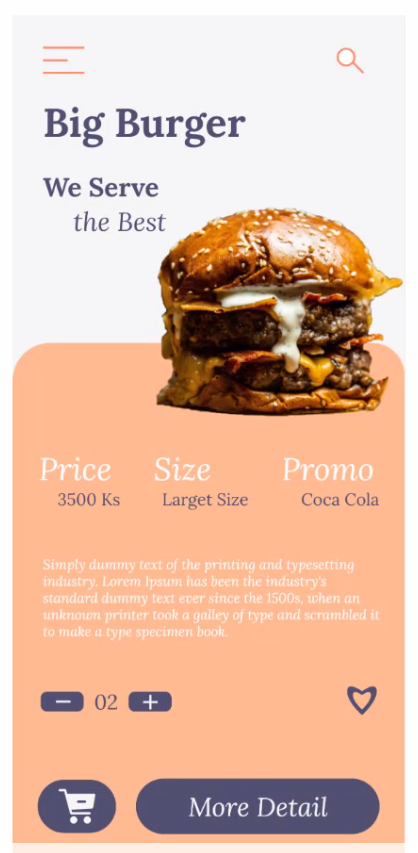 Big Burger
We Serve
the Best
Price Size Promo
3500 Ks Larget Size Coca Cola
Simply dummy text of the printing and typesetting
industry. Lorem Ipsum has been the industry's
standard dummy text ever since the 1500s, when an
unknown printer took a galley of type and scrambled it
to make a type specimen book.
− 02 +
More Detail